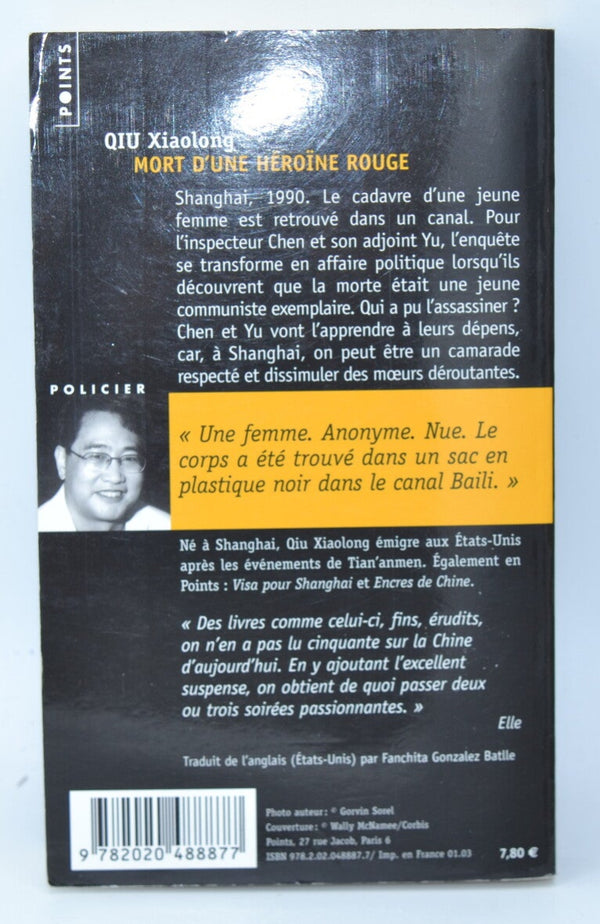 POINTS
QIU Xiaolong
MORT D'UNE HÉROÏNE ROUGE
Shanghai, 1990. Le cadavre d'une jeune
femme est retrouvé dans un canal. Pour
l'inspecteur Chen et son adjoint Yu, l'enquête
se transforme en affaire politique lorsqu'ils
découvrent que la morte était une jeune
communiste exemplaire. Qui a pu l'assassiner ?
Chen et Yu vont l'apprendre à leurs dépens,
car, à Shanghai, on peut être un camarade
respecté et dissimuler des mœurs déroutantes.
POLICIER
« Une femme. Anonyme. Nue. Le
corps a été trouvé dans un sac en
plastique noir dans le canal Baili. »
Né à Shanghai, Qiu Xiaolong émigre aux États-Unis
après les événements de Tian'anmen. Également en
Points : Visa pour Shanghai et Encres de Chine.
« Des livres comme celui-ci, fins, érudits,
on n'en a pas lu cinquante sur la Chine
d'aujourd'hui. En y ajoutant l'excellent
suspense, on obtient de quoi passer deux
ou trois soirées passionnantes. »
Elle
Traduit de l'anglais (États-Unis) par Fanchita Gonzalez Batlle
Photo auteur : © Gorvin Sorel
Couverture : © Wally McNamee/Corbis
Points, 27 rue Jacob, Paris 6
ISBN 978.2.02.048887.7/ Imp. en France 01.03
7,80 €
9 782020 488877